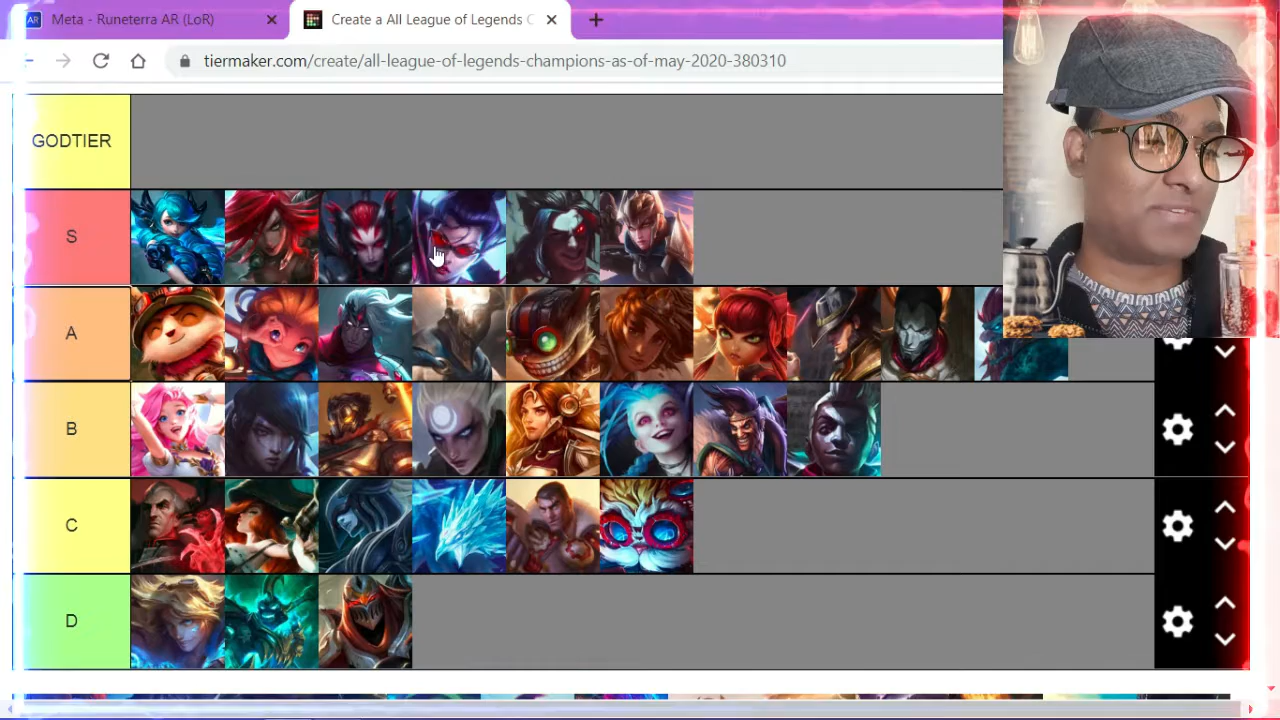 AR Meta - Runeterra AR (LoR)
Create a All League of Legends C
tiermaker.com/create/all-league-of-legends-champions-as-of-may-2020-380310
GODTIER
S
A
B
C
D